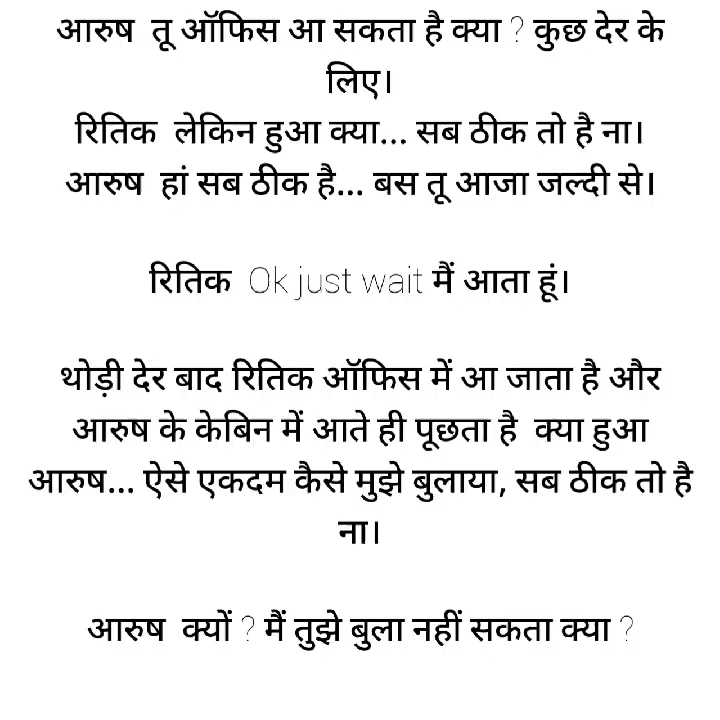 आरुष तू ऑफिस आ सकता है क्या ? कुछ देर के
लिए।
रितिक लेकिन हुआ क्या... सब ठीक तो है ना।
आरुष हां सब ठीक है... बस तू आजा जल्दी से।
रितिक Ok just wait मैं आता हूं।
थोड़ी देर बाद रितिक ऑफिस में आ जाता है और
आरुष के केबिन में आते ही पूछता है क्या हुआ
आरुष... ऐसे एकदम कैसे मुझे बुलाया, सब ठीक तो है
ना।
आरुष क्यों ? मैं तुझे बुला नहीं सकता क्या ?